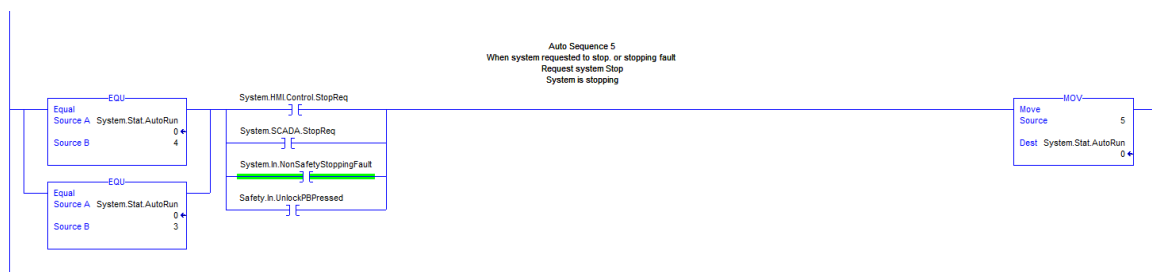 Auto Sequence 5
When system requested to stop. or stopping fault
Request system Stop
System is stopping
EQU
Equal
Source A System.Stat.AutoRun
0
Source B 4
EQU
Equal
Source A System.Stat.AutoRun
0
Source B 3
System.HMI.Control.StopReq
System.SCADA.StopReq
System.In.NonSafetyStoppingFault
Safety.In.UnlockPBPressed
MOV
Move
Source 5
Dest System.Stat.AutoRun
0